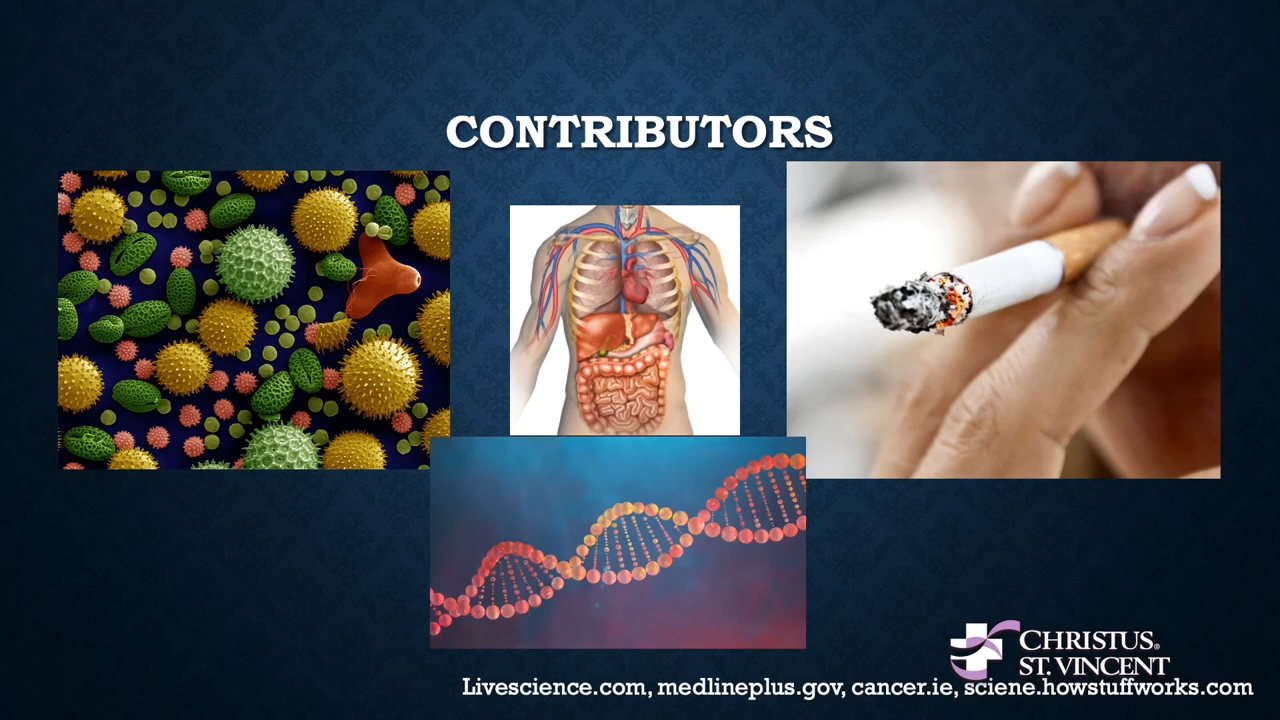 CONTRIBUTORS
CHRISTUS®
ST. VINCENT
Livescience.com, medlineplus.gov, cancer.ie, sciene.howstuffworks.com